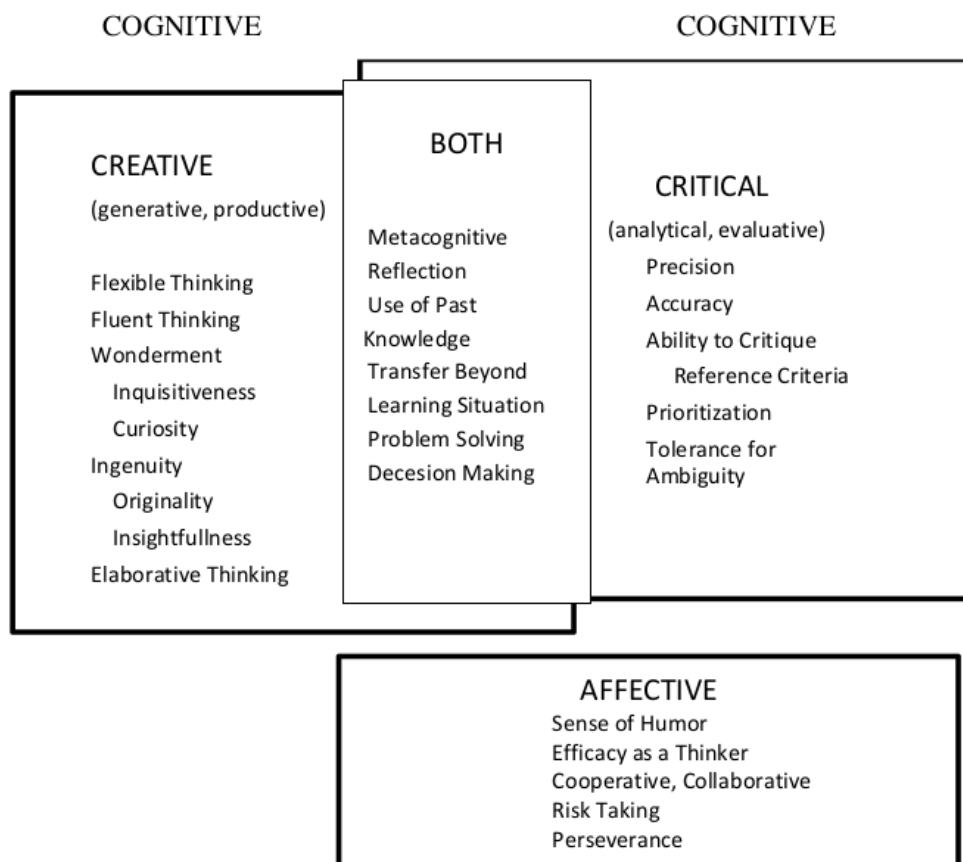 COGNITIVE
COGNITIVE
CREATIVE
(generative, productive)
Flexible Thinking
Fluent Thinking
Wonderment
Inquisitiveness
Curiosity
Ingenuity
Originality
Insightfullness
Elaborative Thinking
BOTH
Metacognitive
Reflection
Use of Past
Knowledge
Transfer Beyond
Learning Situation
Problem Solving
Decesion Making
CRITICAL
(analytical, evaluative)
Precision
Accuracy
Ability to Critique
Reference Criteria
Prioritization
Tolerance for
Ambiguity
AFFECTIVE
Sense of Humor
Efficacy as a Thinker
Cooperative, Collaborative
Risk Taking
Perseverance